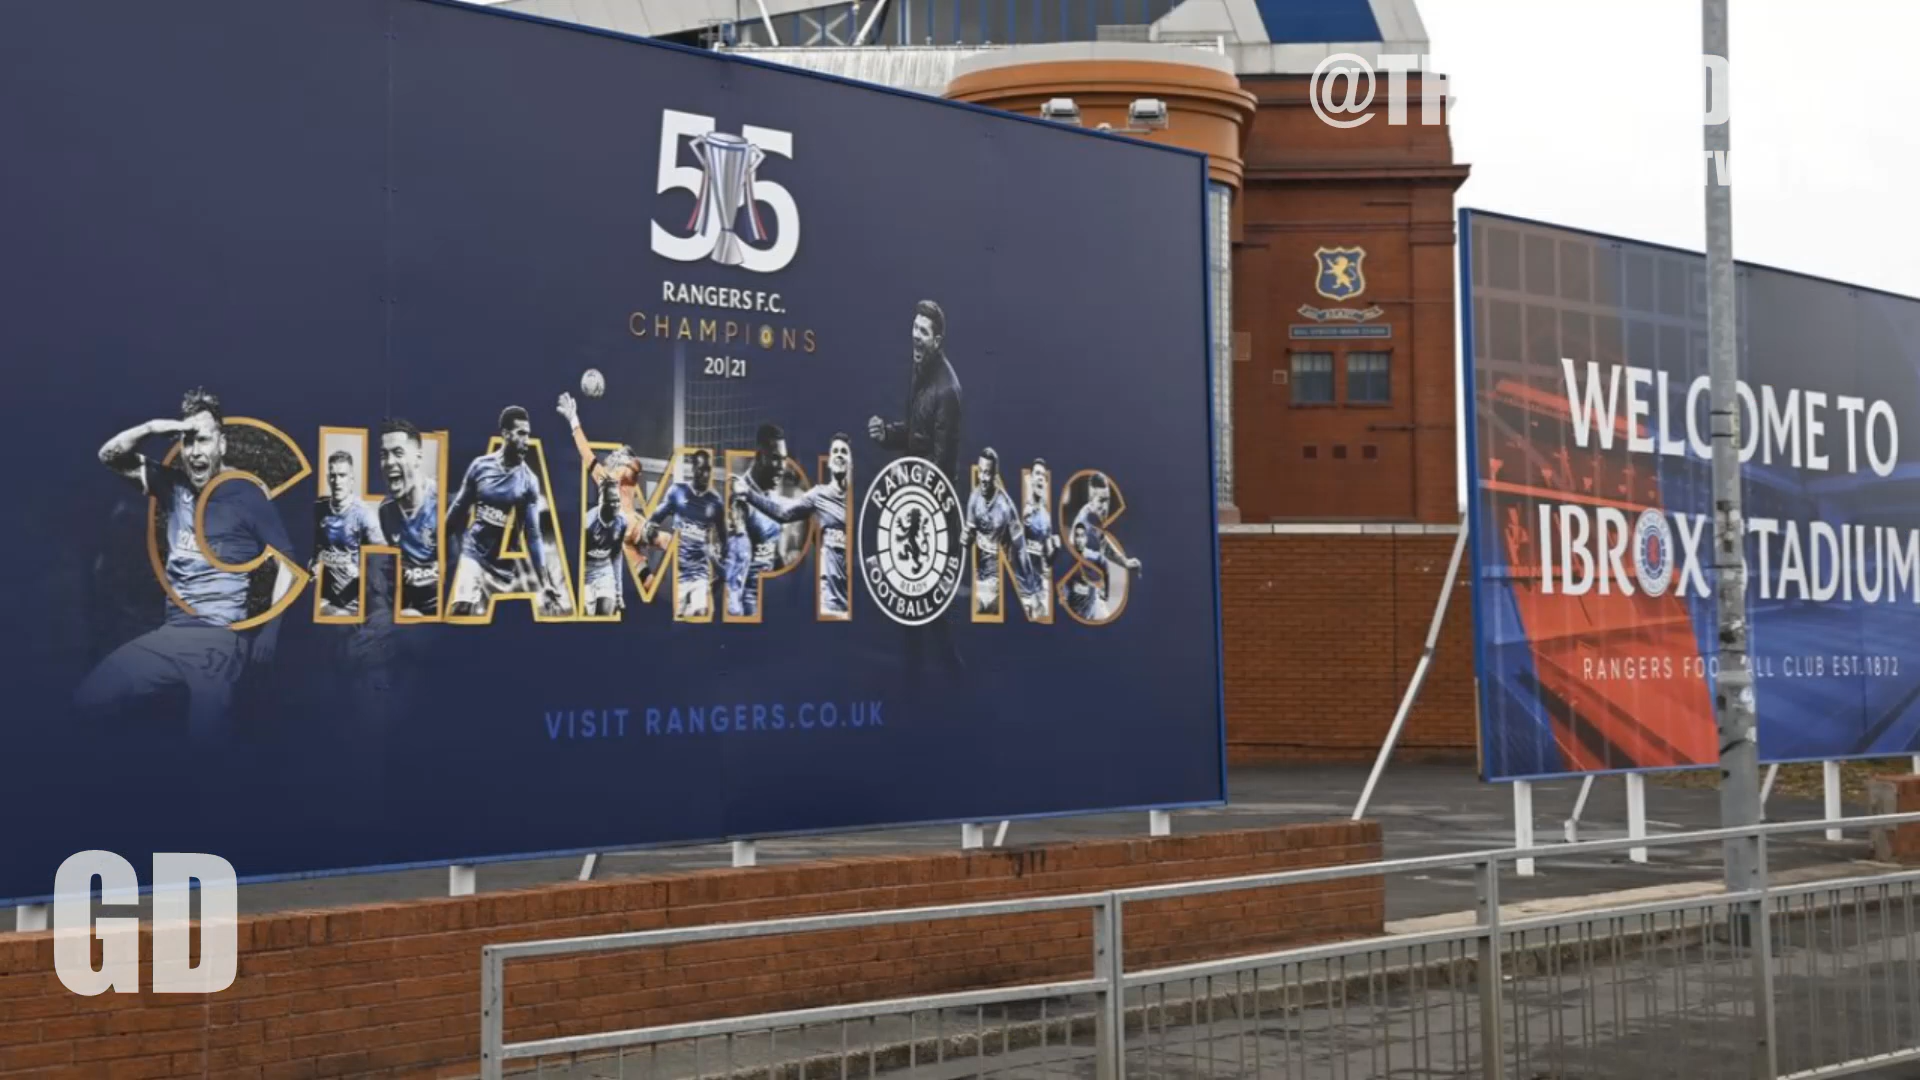 55
RANGERS F.C.
CHAMPIONS
20|21
CHAMPIONS
RANGERS
READY
FOOTBALL CLUB
VISIT RANGERS.CO.UK
WELCOME TO
IBROX STADIUM
RANGERS FOOTBALL CLUB EST.1872
GD